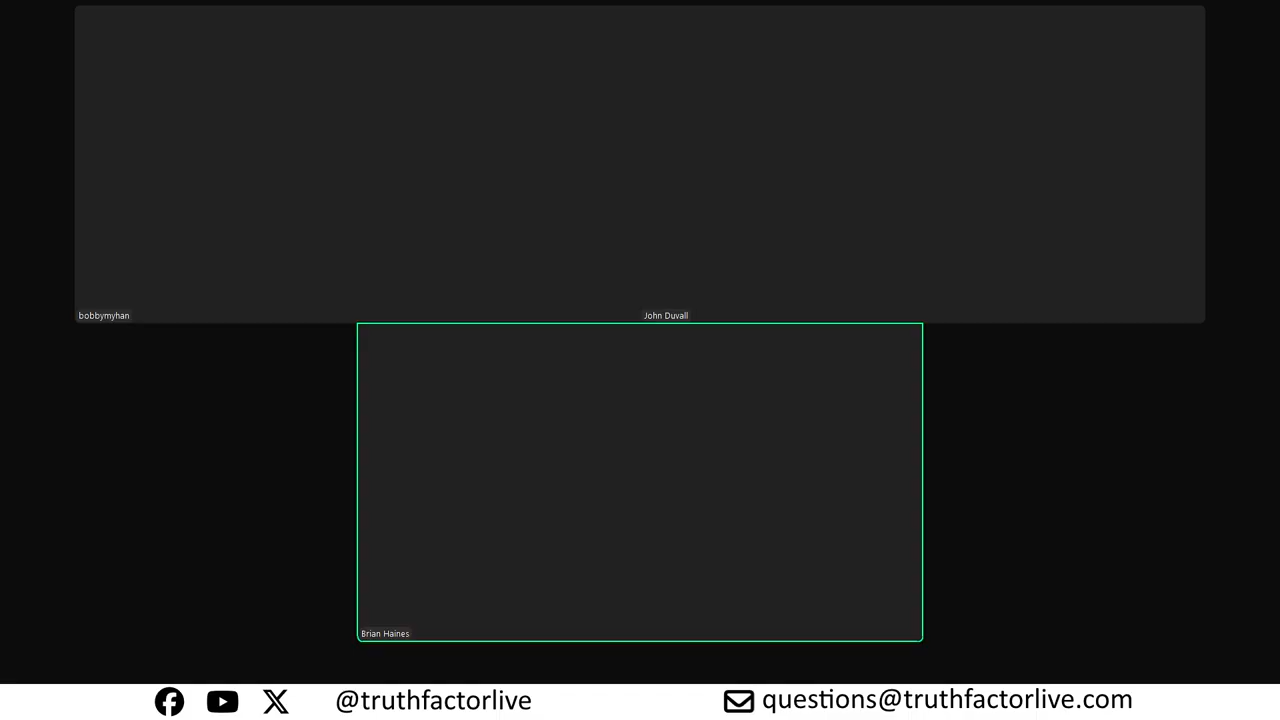 bobbymyhan
John Duvall
Brian Haines
@truthfactorlive
questions@truthfactorlive.com